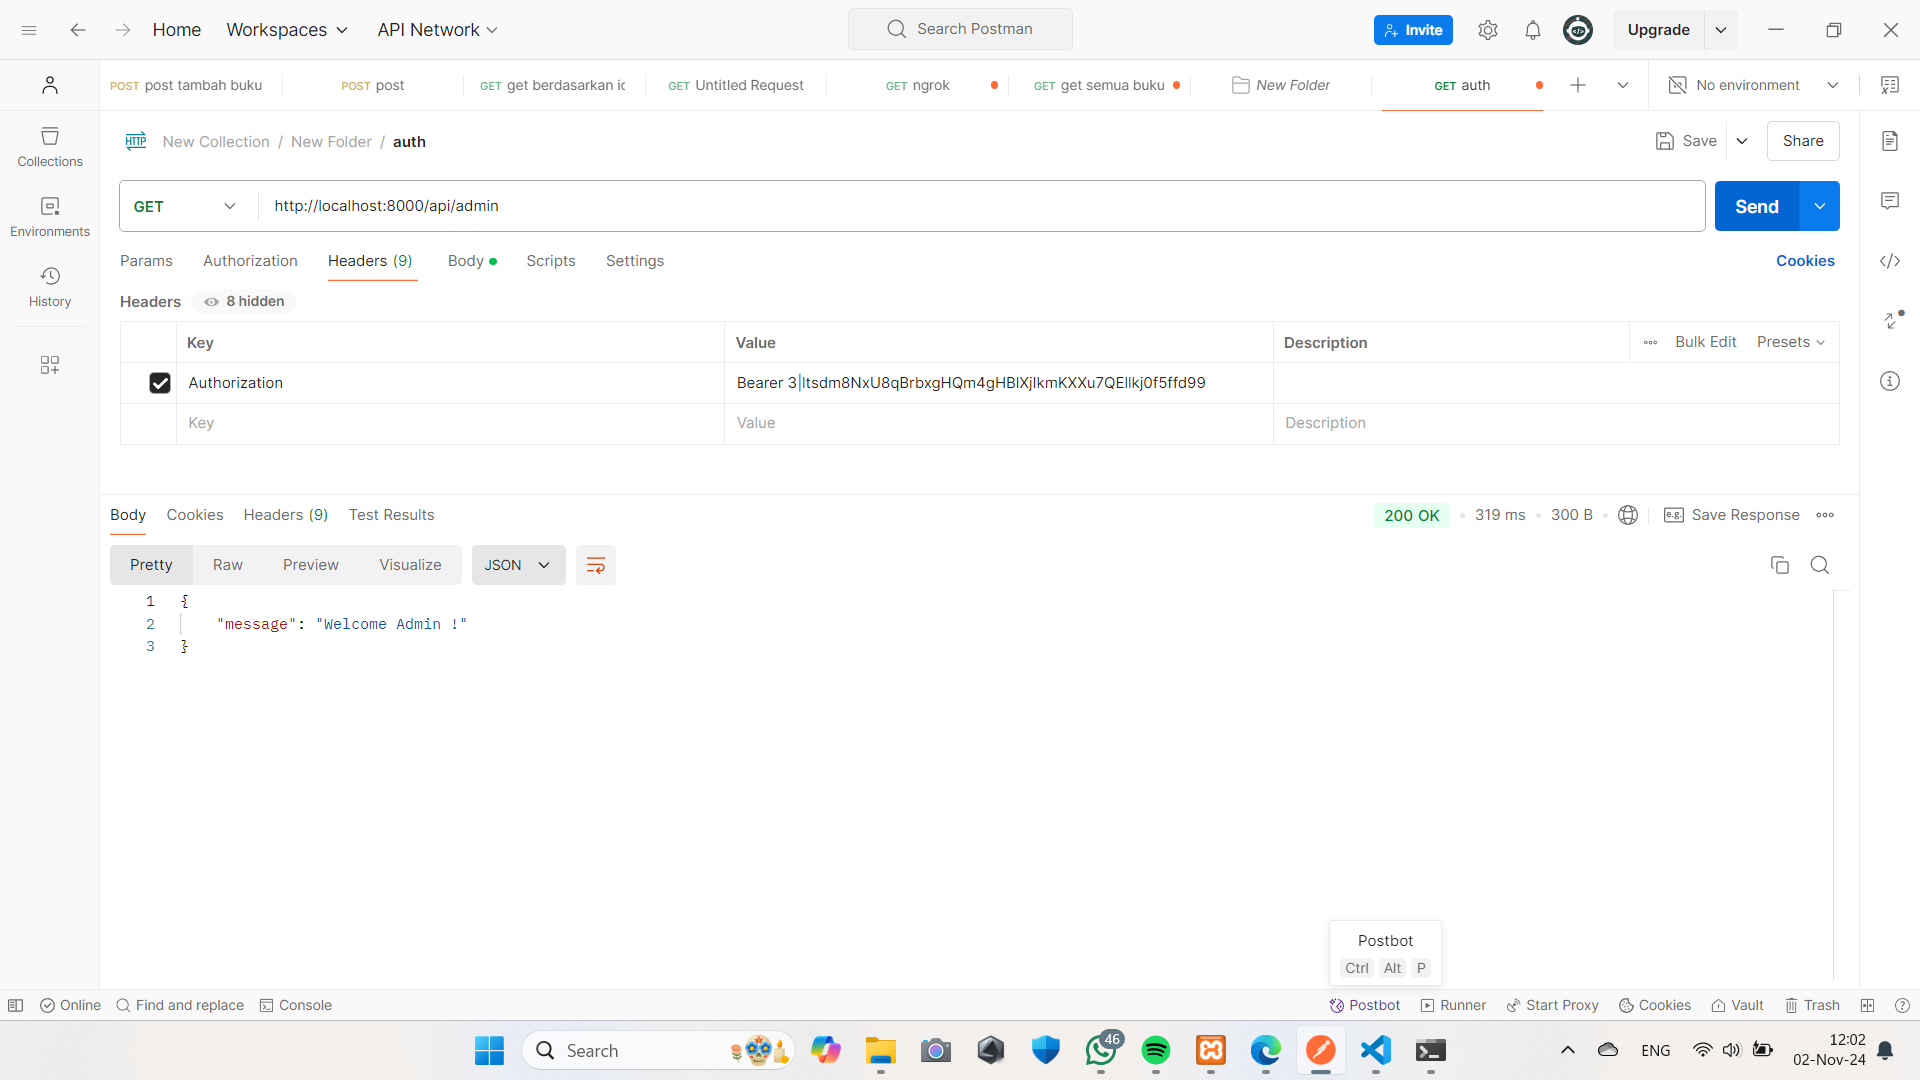 Home Workspaces API Network Search Postman Invite Upgrade
POST post tambah buku POST post GET get berdasarkan ic GET Untitled Request GET ngrok GET get semua buku New Folder GET auth No environment
HTTP New Collection / New Folder / auth Save Share
Collections
GET http://localhost:8000/api/admin Send
Environments
Params Authorization Headers (9) Body Scripts Settings Cookies
History
Headers 8 hidden
Key Value Description Bulk Edit Presets
Authorization
Key Value Description
Body Cookies Headers (9) Test Results 200 OK 319 ms 300 B e.g. Save Response
Pretty Raw Preview Visualize JSON
1 {
2 "message": "Welcome Admin !"
3 }
Postbot
Ctrl Alt P
Online Find and replace Console Postbot Runner Start Proxy Cookies Vault Trash
Search 46 ENG 12:02
02-Nov-24